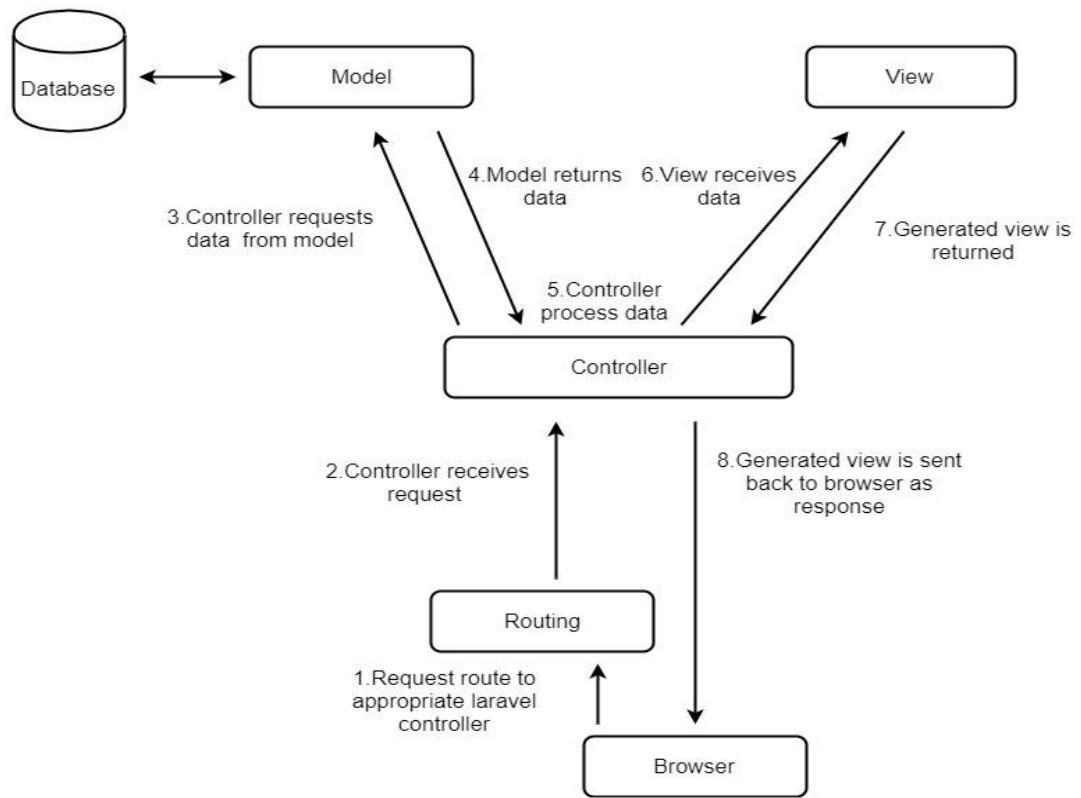 Database
Model
View
4.Model returns
data
6.View receives
data
3.Controller requests
data from model
7.Generated view is
returned
5.Controller
process data
Controller
2.Controller receives
request
8.Generated view is sent
back to browser as
response
Routing
1.Request route to
appropriate laravel
controller
Browser